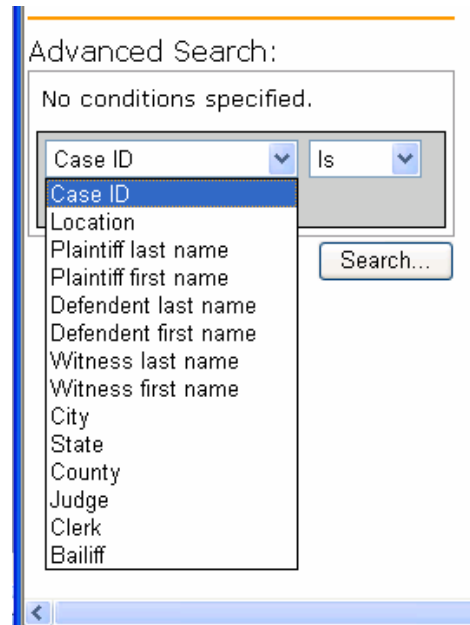 Advanced Search:
No conditions specified.
Case ID Is
Case ID
Location
Plaintiff last name
Plaintiff first name
Search...
Defendent last name
Defendent first name
Witness last name
Witness first name
City
State
County
Judge
Clerk
Bailiff